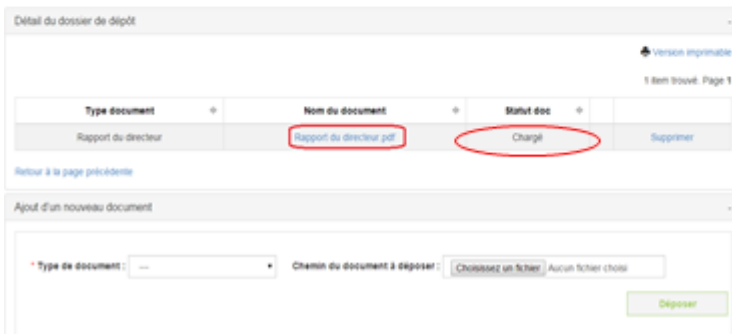 Détail du dossier de dépôt
Version imprimable
1 item trouvé. Page 1
Type document Nom du document Statut doc
Rapport du directeur Rapport du directeur.pdf Chargé Supprimer
Retour à la page précédente
Ajout d'un nouveau document
* Type de document : --- Chemin du document à déposer : Choisissez un fichier Aucun fichier choisi
Déposer